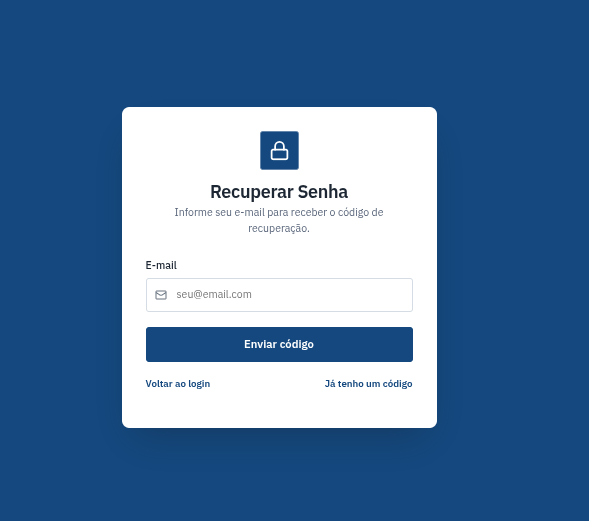 Recuperar Senha
Informe seu e-mail para receber o código de
recuperação.
E-mail
seu@email.com
Enviar código
Voltar ao login
Já tenho um código